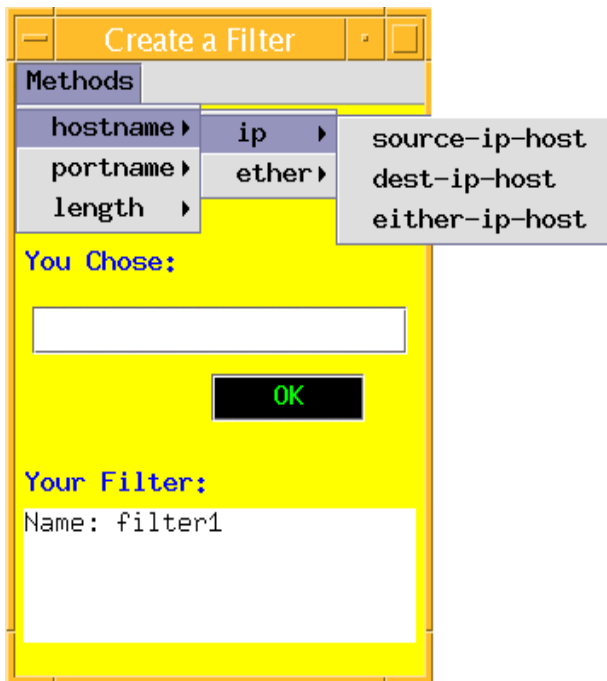 Create a Filter
Methods
hostname
portname
length
ip
ether
source-ip-host
dest-ip-host
either-ip-host
You Chose:
OK
Your Filter:
Name: filter1